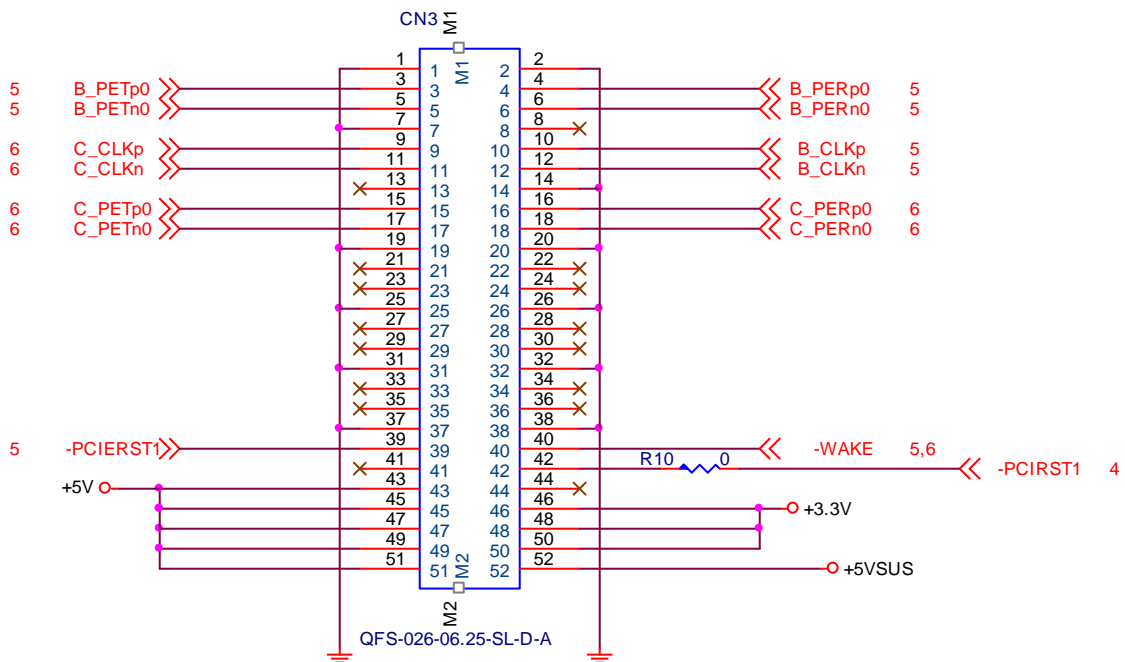 CN3 M1
1 1 M1 2 2
5 B_PETp0 3 3 4 4 B_PERp0 5
5 B_PETn0 5 5 6 6 B_PERn0 5
7 7 8 8
6 C_CLKp 9 9 10 10 B_CLKp 5
6 C_CLKn 11 11 12 12 B_CLKn 5
13 13 14 14
6 C_PETp0 15 15 16 16 C_PERp0 6
6 C_PETn0 17 17 18 18 C_PERn0 6
19 19 20 20
21 21 22 22
23 23 24 24
25 25 26 26
27 27 28 28
29 29 30 30
31 31 32 32
33 33 34 34
35 35 36 36
37 37 38 38
5 -PCIERST1 39 39 40 40 -WAKE 5,6
41 41 42 42 R10 0 -PCIRST1 4
+5V 43 43 44 44
45 45 46 46 +3.3V
47 47 48 48
49 49 50 50
51 51 M2 52 52 +5VSUS
M2
QFS-026-06.25-SL-D-A